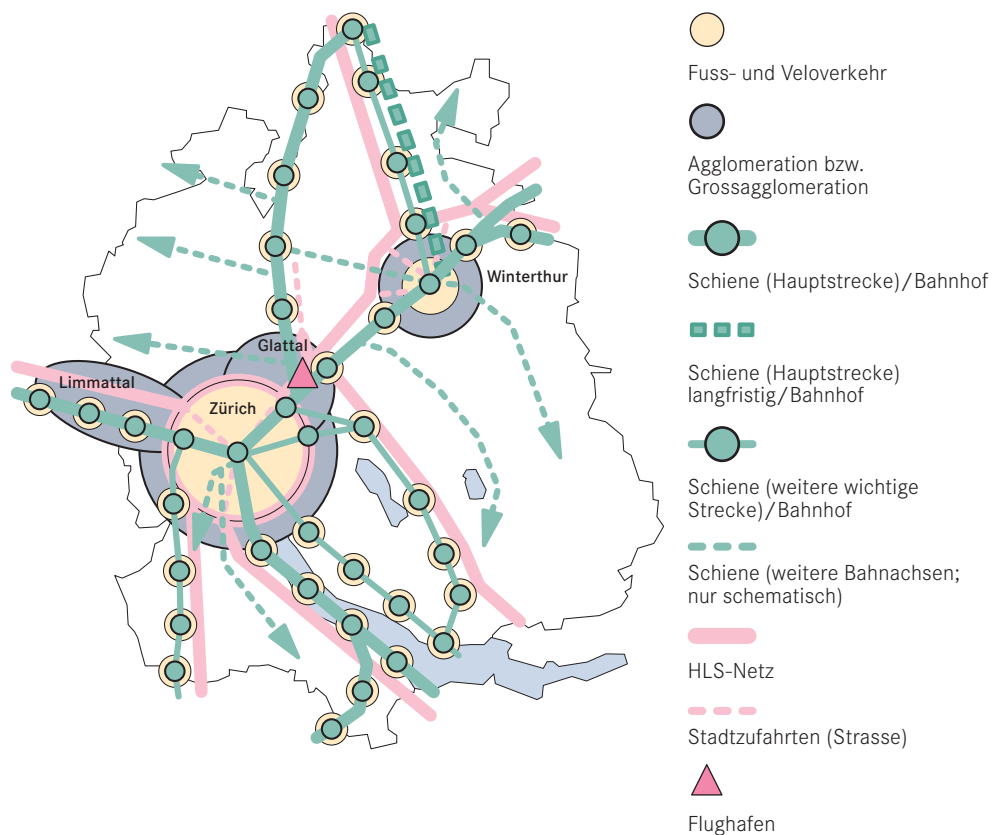 Winterthur
Glattal
Limmattal
Zürich
Fuss- und Veloverkehr
Agglomeration bzw.
Grossagglomeration
Schiene (Hauptstrecke)/Bahnhof
Schiene (Hauptstrecke)
langfristig/Bahnhof
Schiene (weitere wichtige
Strecke)/Bahnhof
Schiene (weitere Bahnachsen;
nur schematisch)
HLS-Netz
Stadtzufahrten (Strasse)
Flughafen